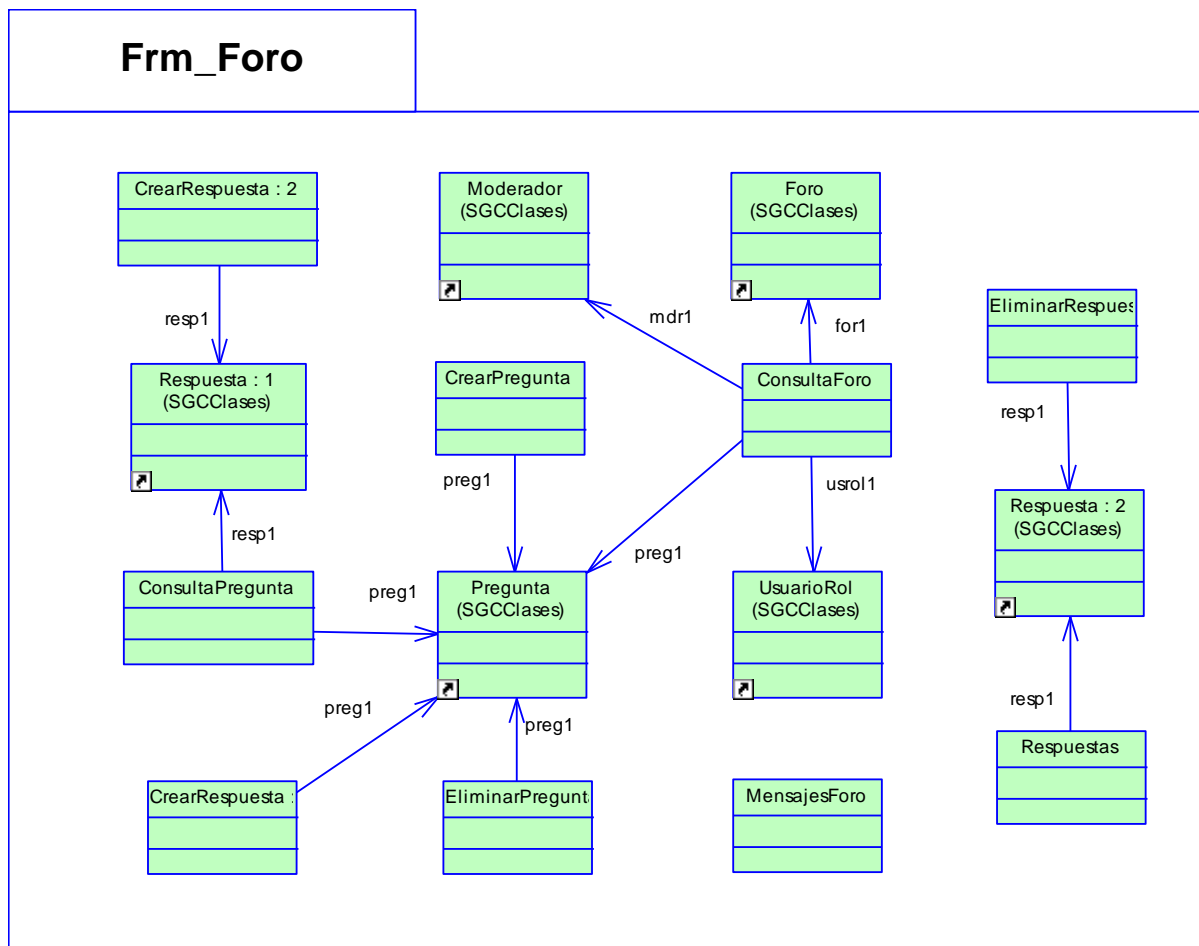 Frm_Foro
CrearRespuesta : 2
Moderador
(SGCClases)
Foro
(SGCClases)
EliminarRespues
resp1
mdr1
for1
Respuesta : 1
(SGCClases)
CrearPregunta
ConsultaForo
resp1
preg1
usrol1
Respuesta : 2
(SGCClases)
resp1
preg1
ConsultaPregunta
preg1
Pregunta
(SGCClases)
UsuarioRol
(SGCClases)
preg1
preg1
resp1
Respuestas
CrearRespuesta :
EliminarPregunta
MensajesForo